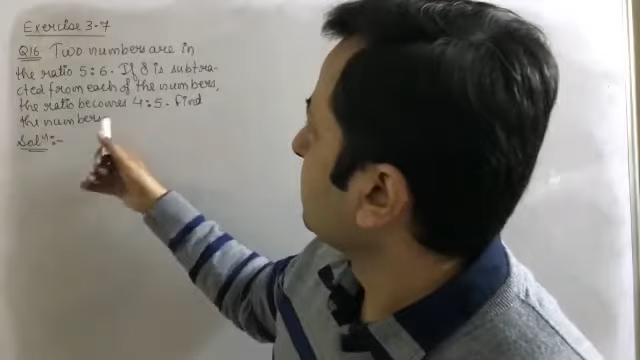 Exercise 3.7
Q16 Two numbers are in
the ratio 5:6. If 8 is subtra-
cted from each of the numbers,
the ratio becomes 4:5. Find
the numbers
Solⁿ:-